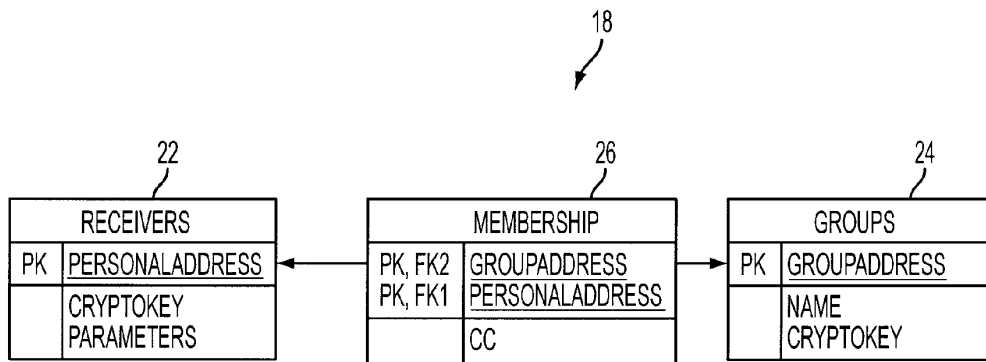 18
22
26
24
RECEIVERS
PK PERSONALADDRESS
CRYPTOKEY
PARAMETERS
MEMBERSHIP
PK, FK2 GROUPADDRESS
PK, FK1 PERSONALADDRESS
CC
GROUPS
PK GROUPADDRESS
NAME
CRYPTOKEY